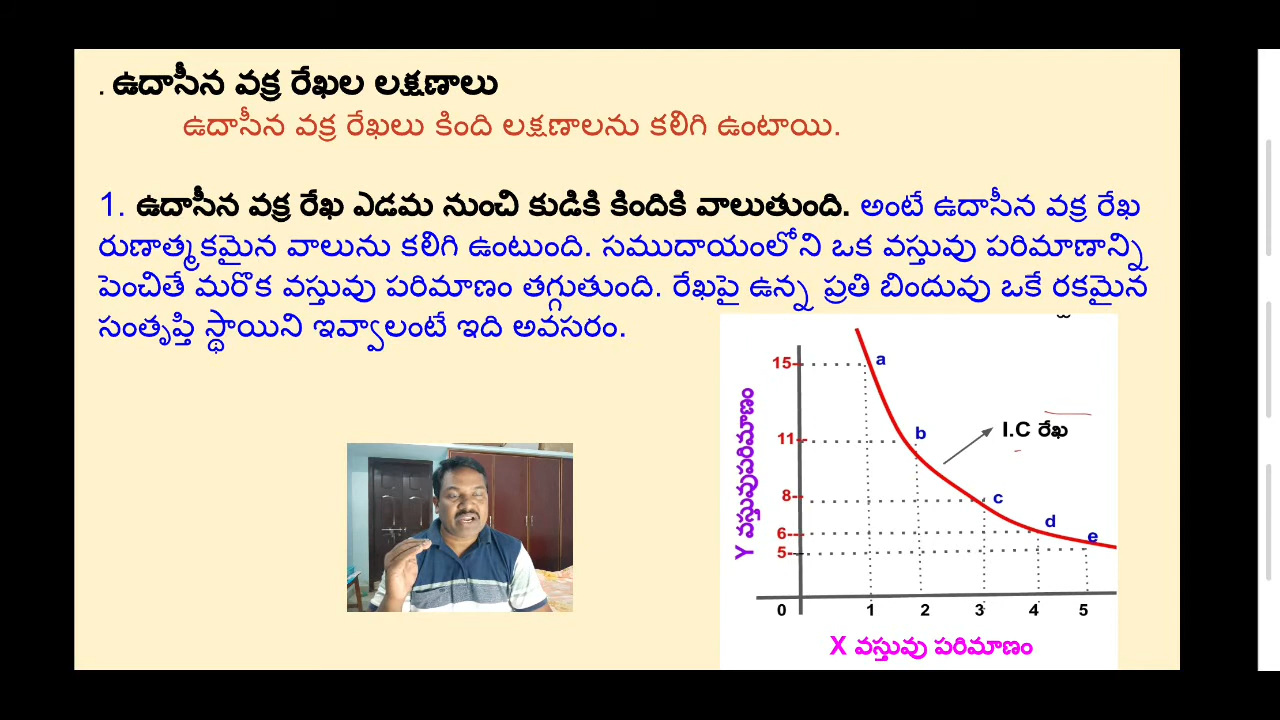 . ఉదాసీన వక్ర రేఖల లక్షణాలు
ఉదాసీన వక్ర రేఖలు కింది లక్షణాలను కలిగి ఉంటాయి.
1. ఉదాసీన వక్ర రేఖ ఎడమ నుంచి కుడికి కిందికి వాలుతుంది. అంటే ఉదాసీన వక్ర రేఖ
రుణాత్మకమైన వాలును కలిగి ఉంటుంది. సముదాయంలోని ఒక వస్తువు పరిమాణాన్ని
పెంచితే మరొక వస్తువు పరిమాణం తగ్గుతుంది. రేఖపై ఉన్న ప్రతి బిందువు ఒకే రకమైన
సంతృప్తి స్థాయిని ఇవ్వాలంటే ఇది అవసరం.
Y వస్తువుపరిమాణం
15
11
8
6
5
a
b
c
d
e
I.C రేఖ
0 1 2 3 4 5
X వస్తువు పరిమాణం